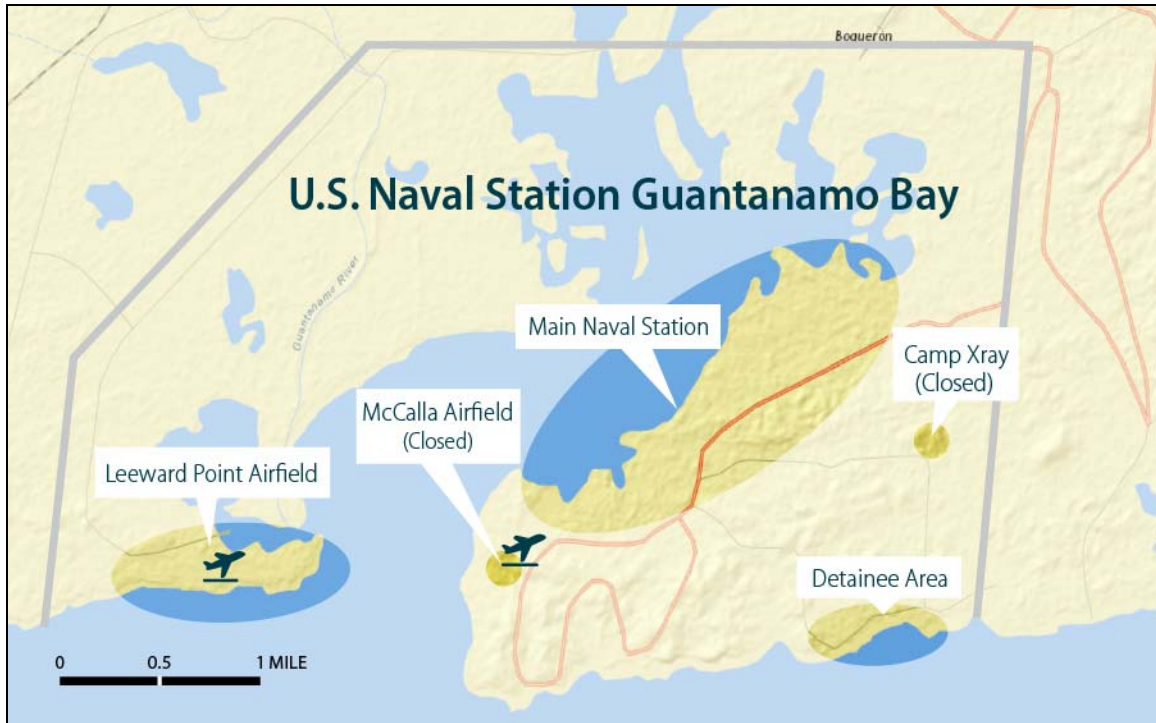 Boquerón
U.S. Naval Station Guantanamo Bay
Guantanamo River
Main Naval Station
Camp Xray
(Closed)
McCalla Airfield
(Closed)
Leeward Point Airfield
Detainee Area
0 0.5 1 MILE